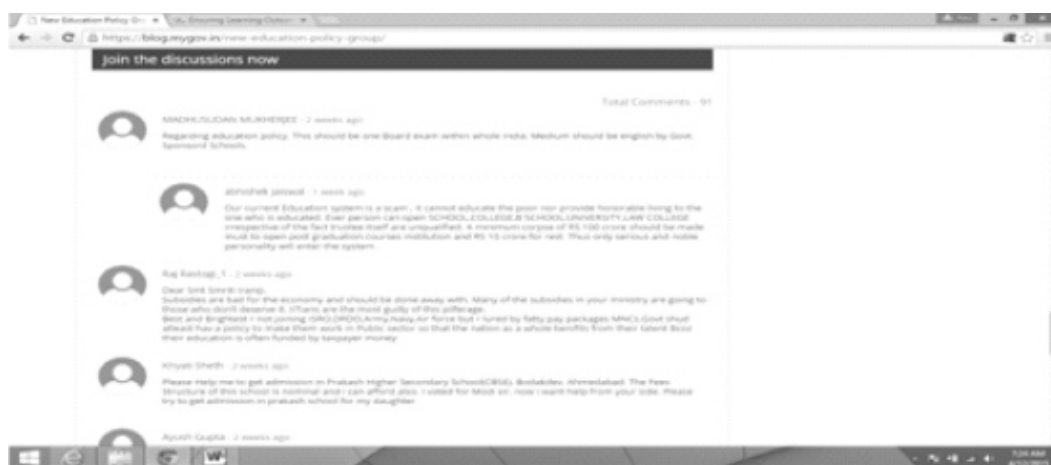 New Education Policy Gr
Ensuring Learning Outco
https://blog.mygov.in/new-education-policy-group/
Join the discussions now
Total Comments - 91
MADHUSUDAN MUKHERJEE - 2 weeks ago
Regarding education policy. This should be one Board exam within whole india. Medium should be english by Govt.
Sponsord Schools.
abhishek jaiswal - 1 week ago
Our current Education system is a scam , it cannot educate the poor nor provide honorable living to the
one who is educated. Ever person can open SCHOOL,COLLEGE,B SCHOOL,UNIVERSITY,LAW COLLEGE
irrespective of the fact trustee itself are unqualified. A minimum corpse of RS 100 crore should be made
must to open post graduation courses institution and RS 10 crore for rest. Thus only serious and noble
personality will enter the system
Raj Rastogi_1 - 2 weeks ago
Dear Smt Smriti Iraniji,
Subsidies are bad for the economy and should be done away with. Many of the subsidies in your ministry are going to
those who don't deserve it. IITians are the most guilty of this pilferage.
Best and Brightest r not joining ISRO,DRDO,Army,Navy,Air force but r lured by fatty pay packages MNCs.Govt shud
atleast has a policy to make them work in Public sector so that the nation as a whole benifits from their talent
their education is often funded by taxpayer money
Khyati Sheth - 2 weeks ago
Please Help me to get admission in Prakash Higher Secondary School(CBSE), Bodakdev, Ahmedabad. The Fees
Structure of this school is nominal and i can afford also. i voted for Modi sir, now i want help from your side. Please
try to get admission in prakash school for my daughter
Ayush Gupta - 2 weeks ago
7:24 AM